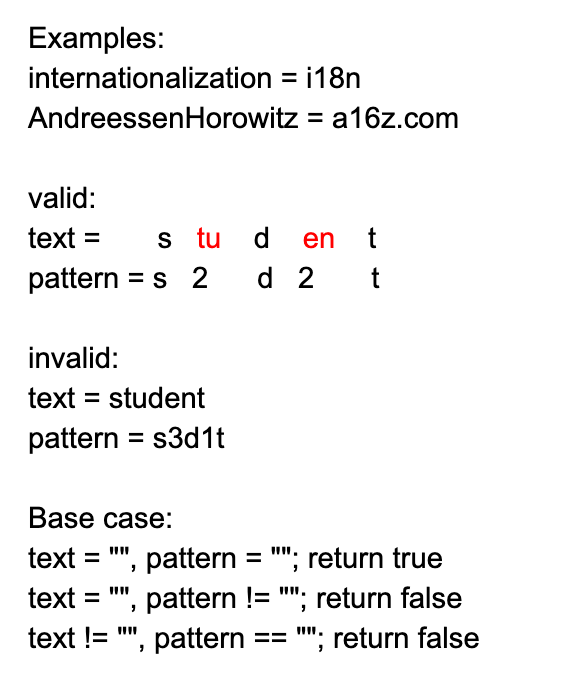 Examples:
internationalization = i18n
AndreessenHorowitz = a16z.com
valid:
text = s tu d en t
pattern = s 2 d 2 t
invalid:
text = student
pattern = s3d1t
Base case:
text = "", pattern = ""; return true
text = "", pattern != ""; return false
text != "", pattern == ""; return false